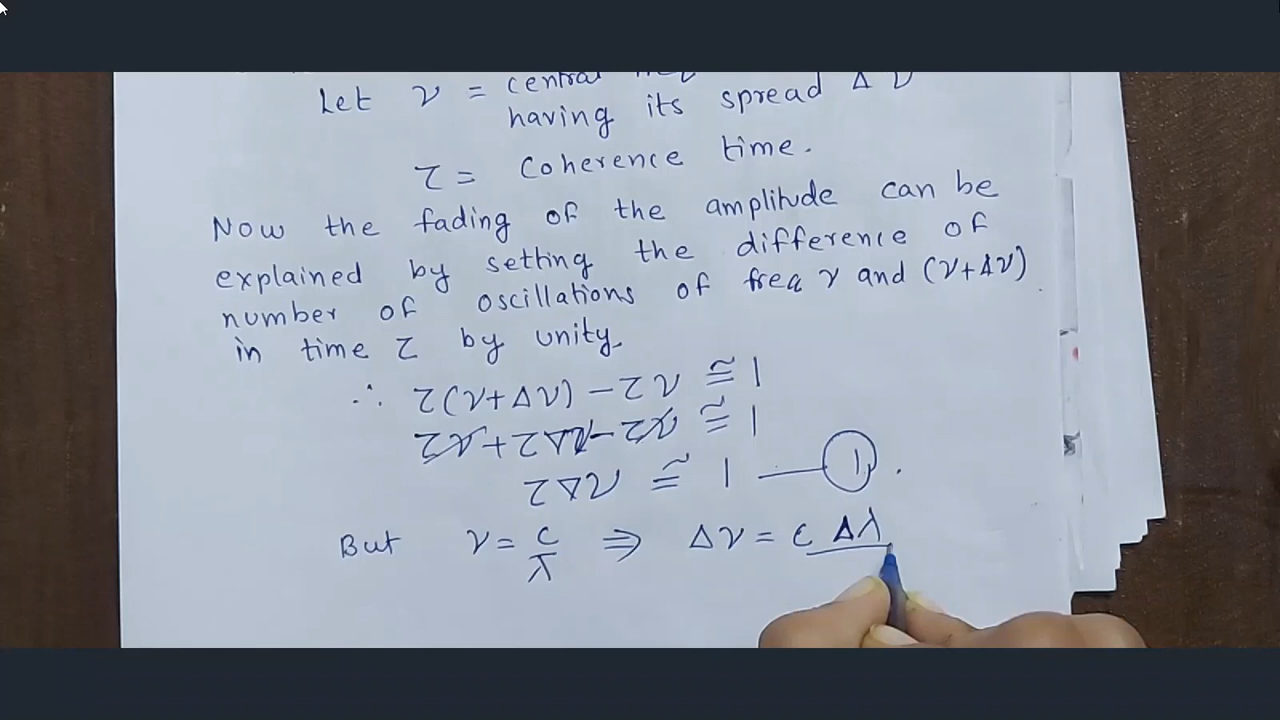 Let ν = central
having its spread Δν
τ = Coherence time.
Now the fading of the amplitude can be
explained by setting the difference of
number of oscillations of freq ν and (ν+Δν)
in time τ by unity.
∴ τ(ν+Δν) - τν ≅ 1
τν + τΔν - τν ≅ 1
τΔν ≅ 1 — ①.
But ν = c/λ ⇒ Δν = c Δλ